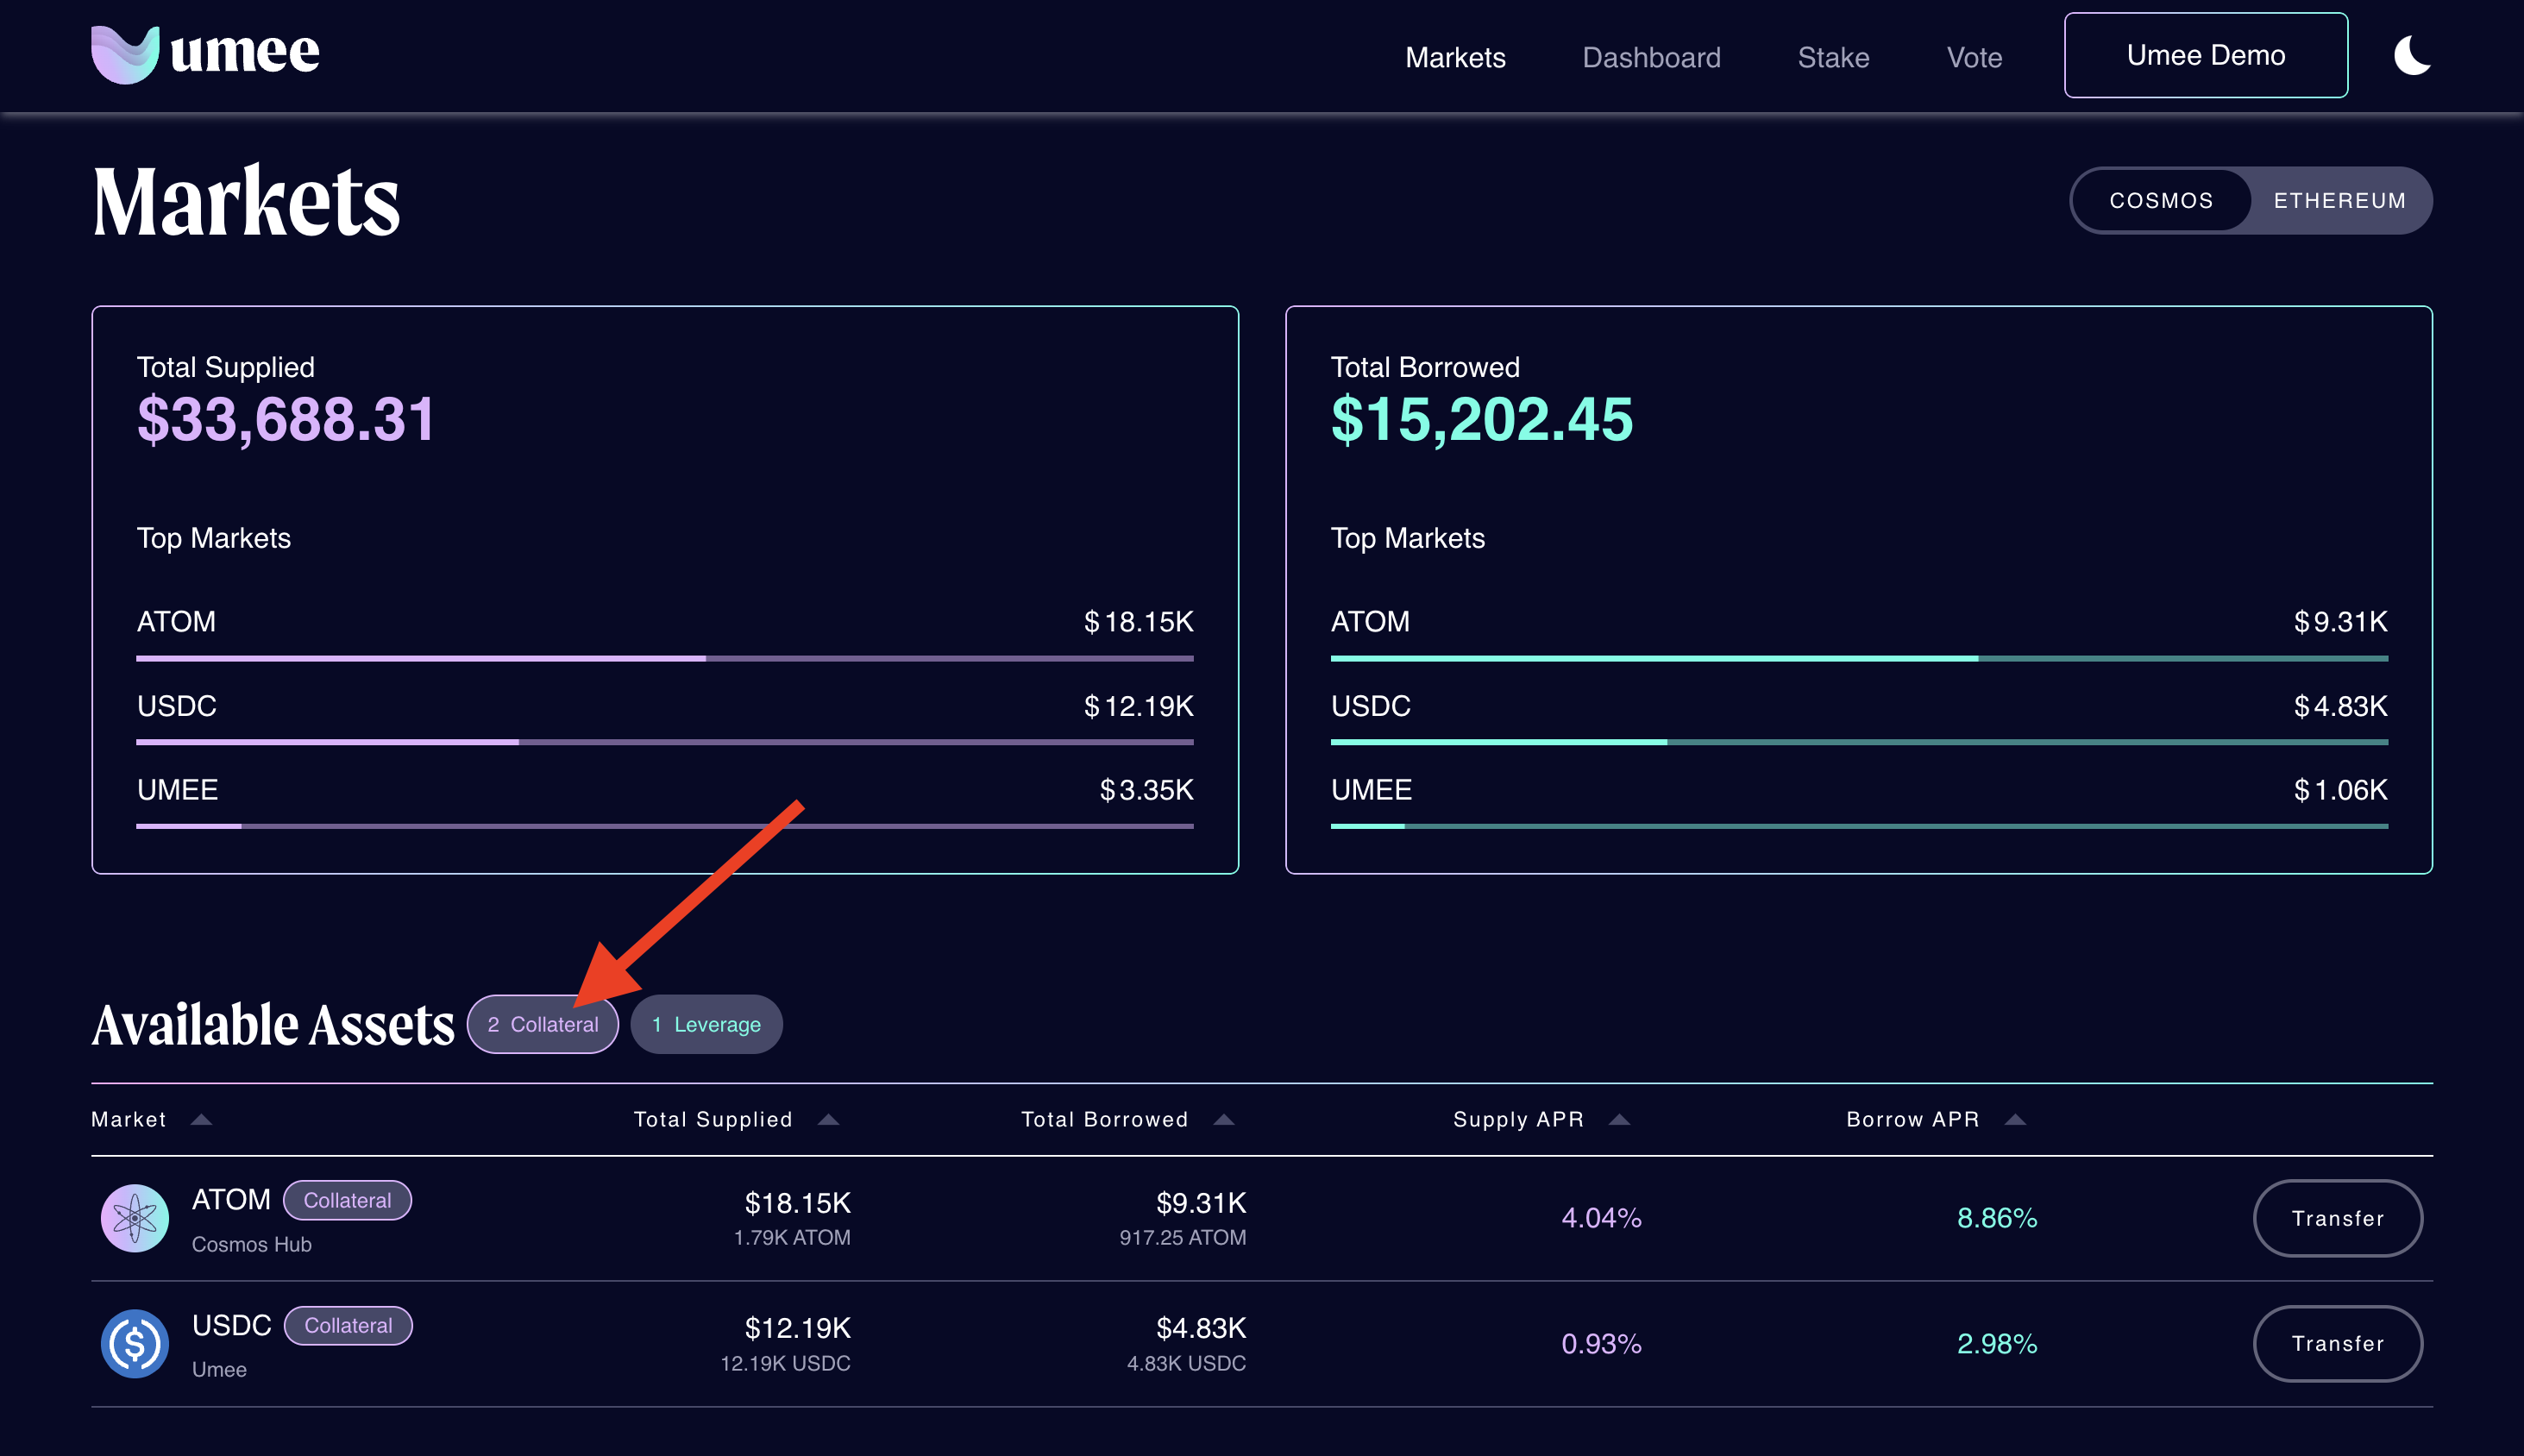 umee
Markets Dashboard Stake Vote Umee Demo
Markets
COSMOS ETHEREUM
Total Supplied
$33,688.31
Top Markets
ATOM $18.15K
USDC $12.19K
UMEE $3.35K
Total Borrowed
$15,202.45
Top Markets
ATOM $9.31K
USDC $4.83K
UMEE $1.06K
Available Assets 2 Collateral 1 Leverage
Market Total Supplied Total Borrowed Supply APR Borrow APR
ATOM Collateral $18.15K $9.31K 4.04% 8.86% Transfer
Cosmos Hub 1.79K ATOM 917.25 ATOM
USDC Collateral $12.19K $4.83K 0.93% 2.98% Transfer
Umee 12.19K USDC 4.83K USDC